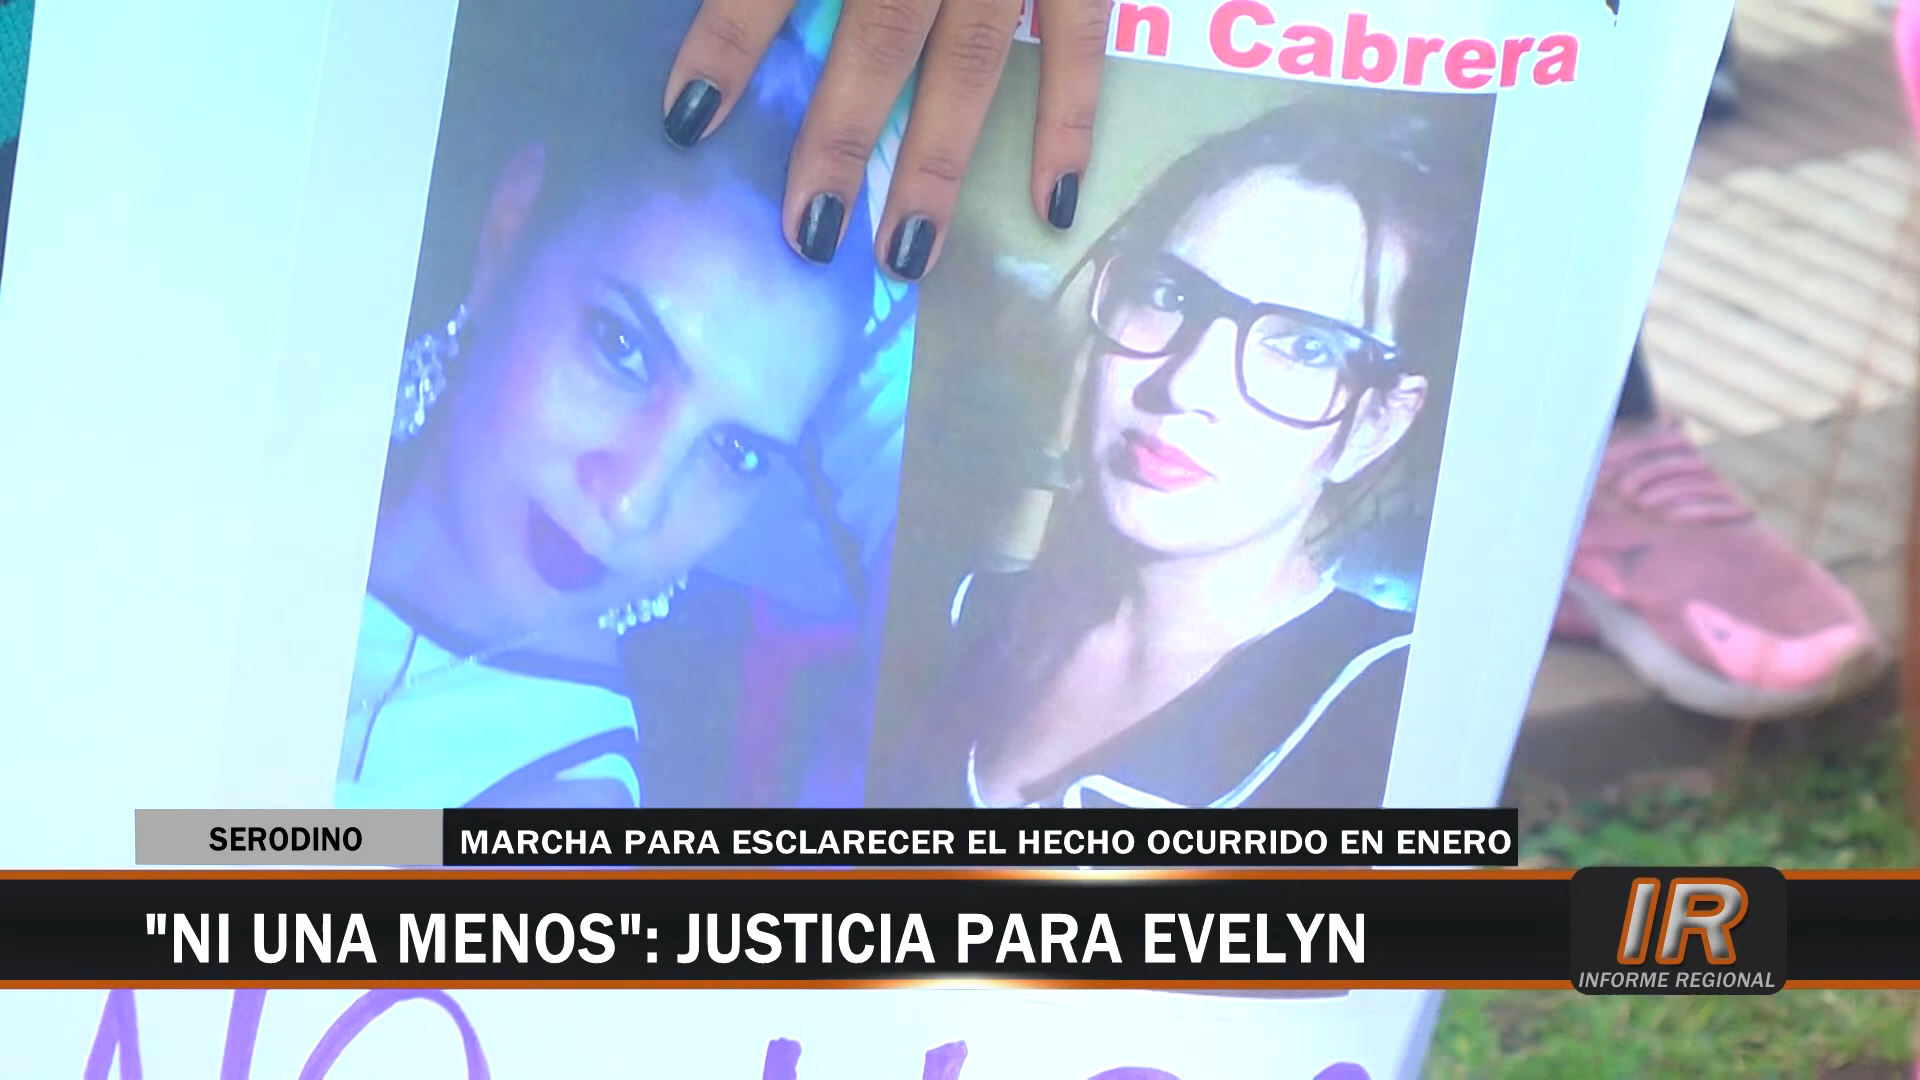 Cabrera
SERODINO
MARCHA PARA ESCLARECER EL HECHO OCURRIDO EN ENERO
"NI UNA MENOS": JUSTICIA PARA EVELYN
IR
INFORME REGIONAL